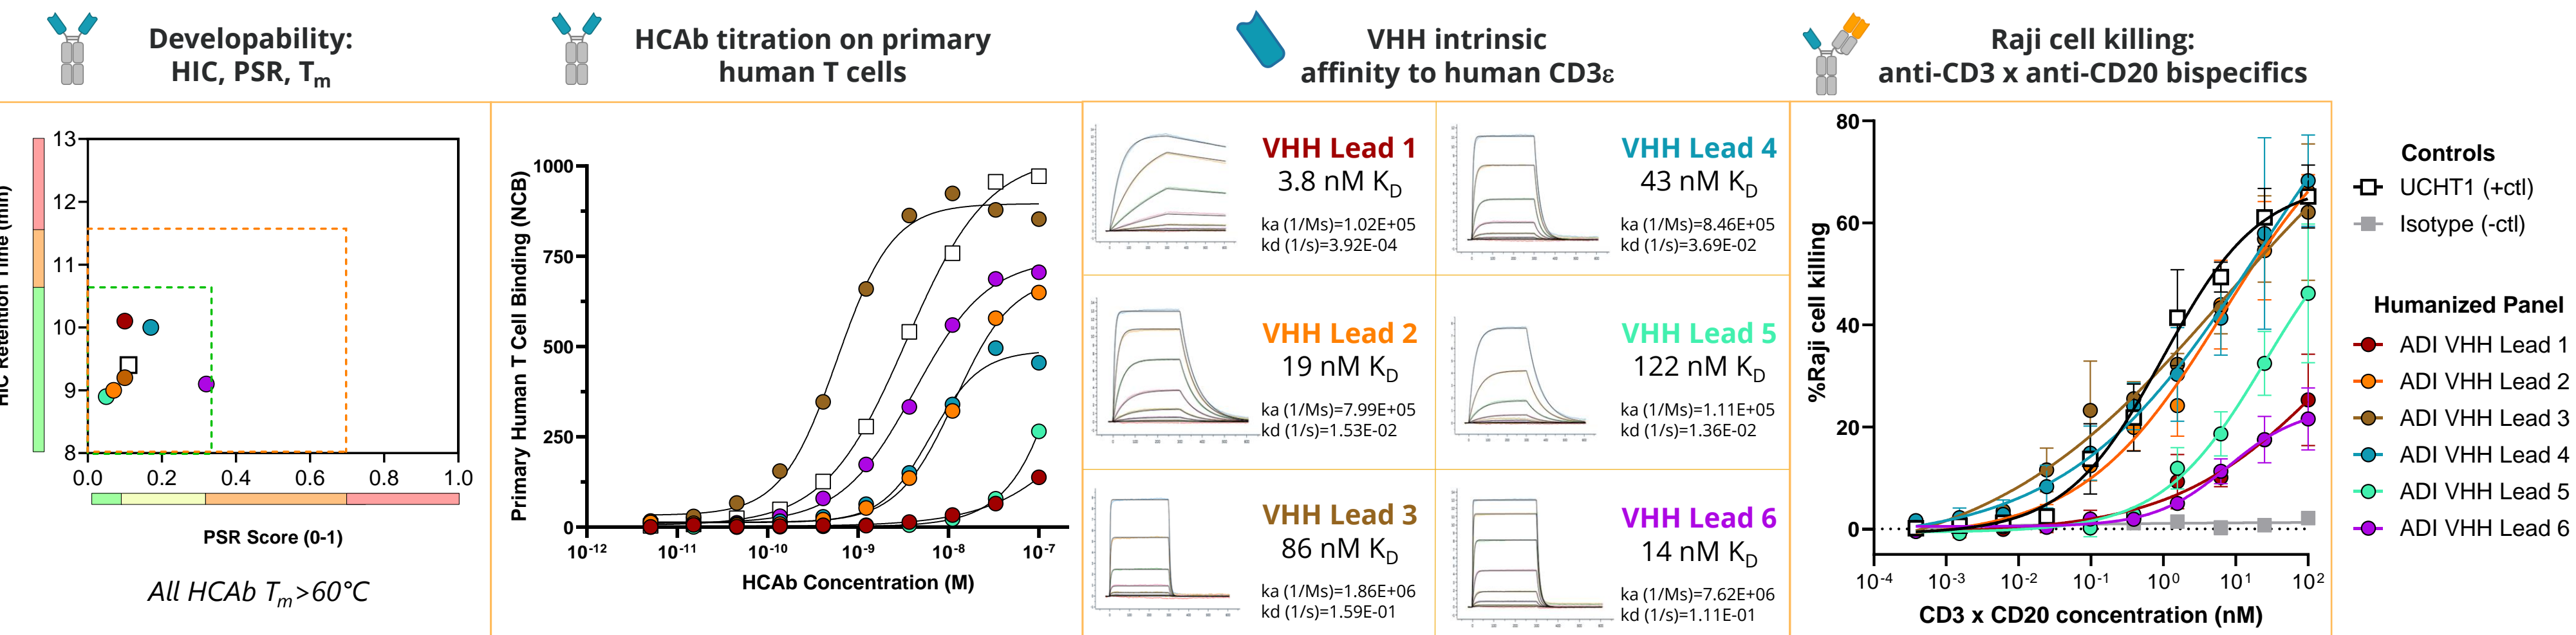 Developability:
HIC, PSR, Tm
HCAb titration on primary
human T cells
VHH intrinsic
affinity to human CD3ε
Raji cell killing:
anti-CD3 x anti-CD20 bispecifics
HIC Retention Time (min)
13
12
11
10
9
8
0.0 0.2 0.4 0.6 0.8 1.0
PSR Score (0-1)
All HCAb Tm>60°C
Primary Human T Cell Binding (NCB)
1000
750
500
250
0
10-12 10-11 10-10 10-9 10-8 10-7
HCAb Concentration (M)
VHH Lead 1
3.8 nM KD
ka (1/Ms)=1.02E+05
kd (1/s)=3.92E-04
VHH Lead 4
43 nM KD
ka (1/Ms)=8.46E+05
kd (1/s)=3.69E-02
VHH Lead 2
19 nM KD
ka (1/Ms)=7.99E+05
kd (1/s)=1.53E-02
VHH Lead 5
122 nM KD
ka (1/Ms)=1.11E+05
kd (1/s)=1.36E-02
VHH Lead 3
86 nM KD
ka (1/Ms)=1.86E+06
kd (1/s)=1.59E-01
VHH Lead 6
14 nM KD
ka (1/Ms)=7.62E+06
kd (1/s)=1.11E-01
%Raji cell killing
80
60
40
20
0
10-4 10-3 10-2 10-1 100 101 102
CD3 x CD20 concentration (nM)
Controls
UCHT1 (+ctl)
Isotype (-ctl)
Humanized Panel
ADI VHH Lead 1
ADI VHH Lead 2
ADI VHH Lead 3
ADI VHH Lead 4
ADI VHH Lead 5
ADI VHH Lead 6